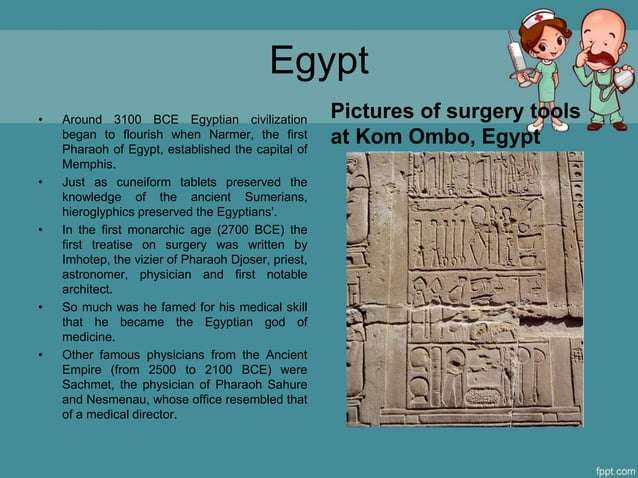 Egypt
• Around 3100 BCE Egyptian civilization
began to flourish when Narmer, the first
Pharaoh of Egypt, established the capital of
Memphis.
• Just as cuneiform tablets preserved the
knowledge of the ancient Sumerians,
hieroglyphics preserved the Egyptians'.
• In the first monarchic age (2700 BCE) the
first treatise on surgery was written by
Imhotep, the vizier of Pharaoh Djoser, priest,
astronomer, physician and first notable
architect.
• So much was he famed for his medical skill
that he became the Egyptian god of
medicine.
• Other famous physicians from the Ancient
Empire (from 2500 to 2100 BCE) were
Sachmet, the physician of Pharaoh Sahure
and Nesmenau, whose office resembled that
of a medical director.
Pictures of surgery tools
at Kom Ombo, Egypt
fppt.com